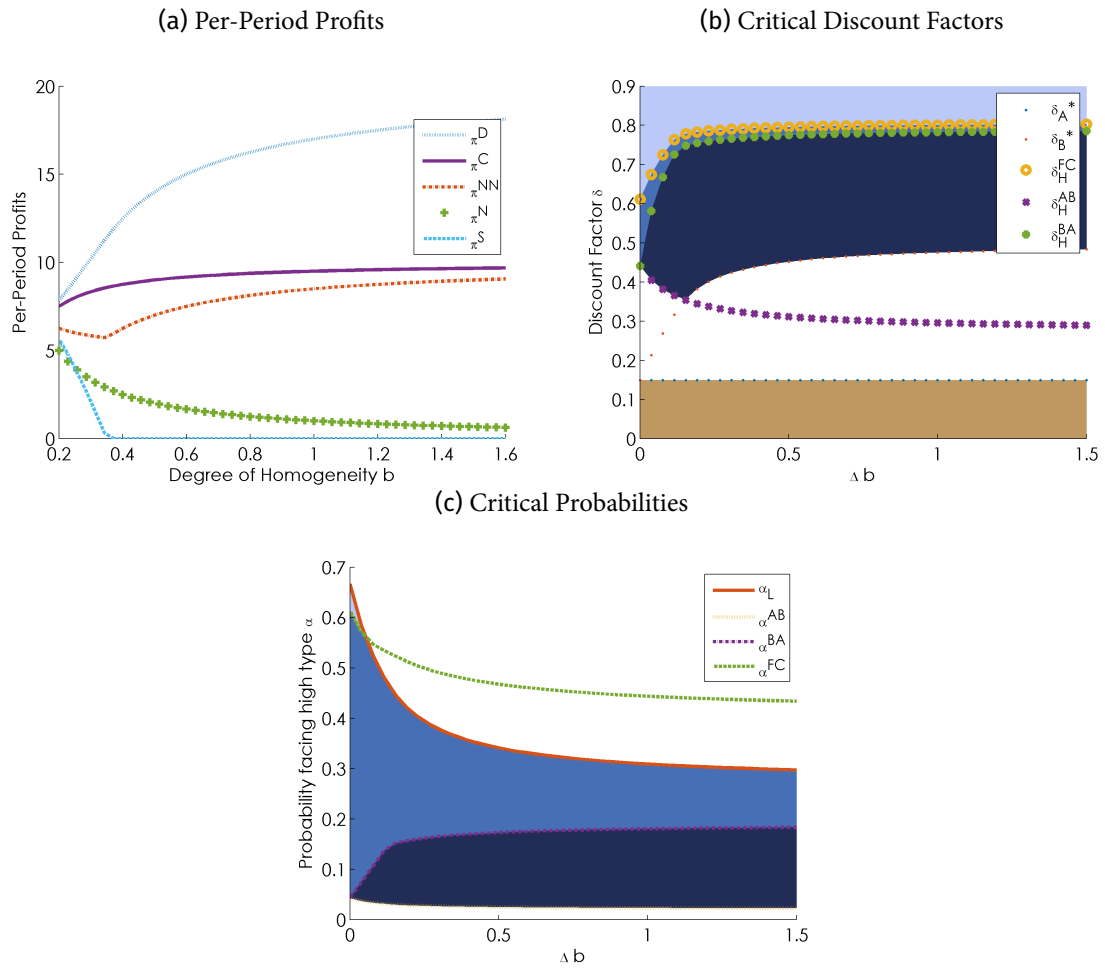 (a) Per-Period Profits
20
15
10
5
0
0.2 0.4 0.6 0.8 1 1.2 1.4 1.6
Per-Period Profits
Degree of Homogeneity b
π^D
π^C
π^NN
π^N
π^S
(b) Critical Discount Factors
0.9
0.8
0.7
0.6
0.5
0.4
0.3
0.2
0.1
0
0 0.5 1 1.5
Discount Factor δ
Δ b
δ_A^*
δ_B^*
δ_H^FC
δ_H^AB
δ_H^BA
(c) Critical Probabilities
0.7
0.6
0.5
0.4
0.3
0.2
0.1
0
0 0.5 1 1.5
Probability facing high type α
Δ b
α_L
α^AB
α^BA
α^FC